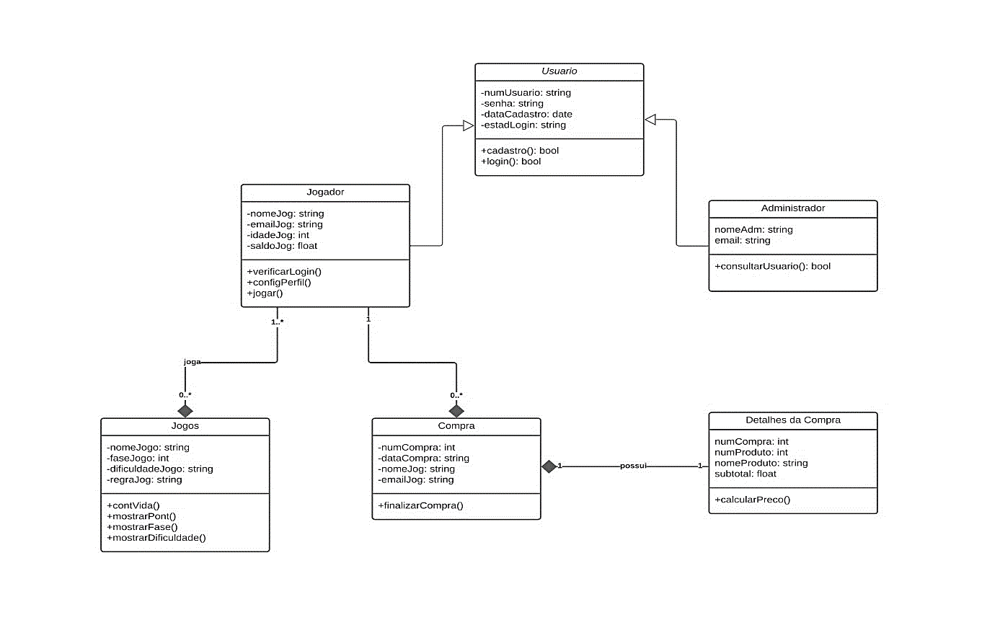 Usuario
-numUsuario: string
-senha: string
-dataCadastro: date
-estadLogin: string
+cadastro(): bool
+login(): bool
Jogador
-nomeJog: string
-emailJog: string
-idadeJog: int
-saldoJog: float
+verificarLogin()
+configPerfil()
+jogar()
Administrador
nomeAdm: string
email: string
+consultarUsuario(): bool
1..*
1
joga
0..*
0..*
Jogos
-nomeJogo: string
-faseJogo: int
-dificuldadeJogo: string
-regraJog: string
+contVida()
+mostrarPont()
+mostrarFase()
+mostrarDificuldade()
Compra
-numCompra: int
-dataCompra: string
-nomeJog: string
-emailJog: string
+finalizarCompra()
1
possui
1
Detalhes da Compra
numCompra: int
numProduto: int
nomeProduto: string
subtotal: float
+calcularPreco()